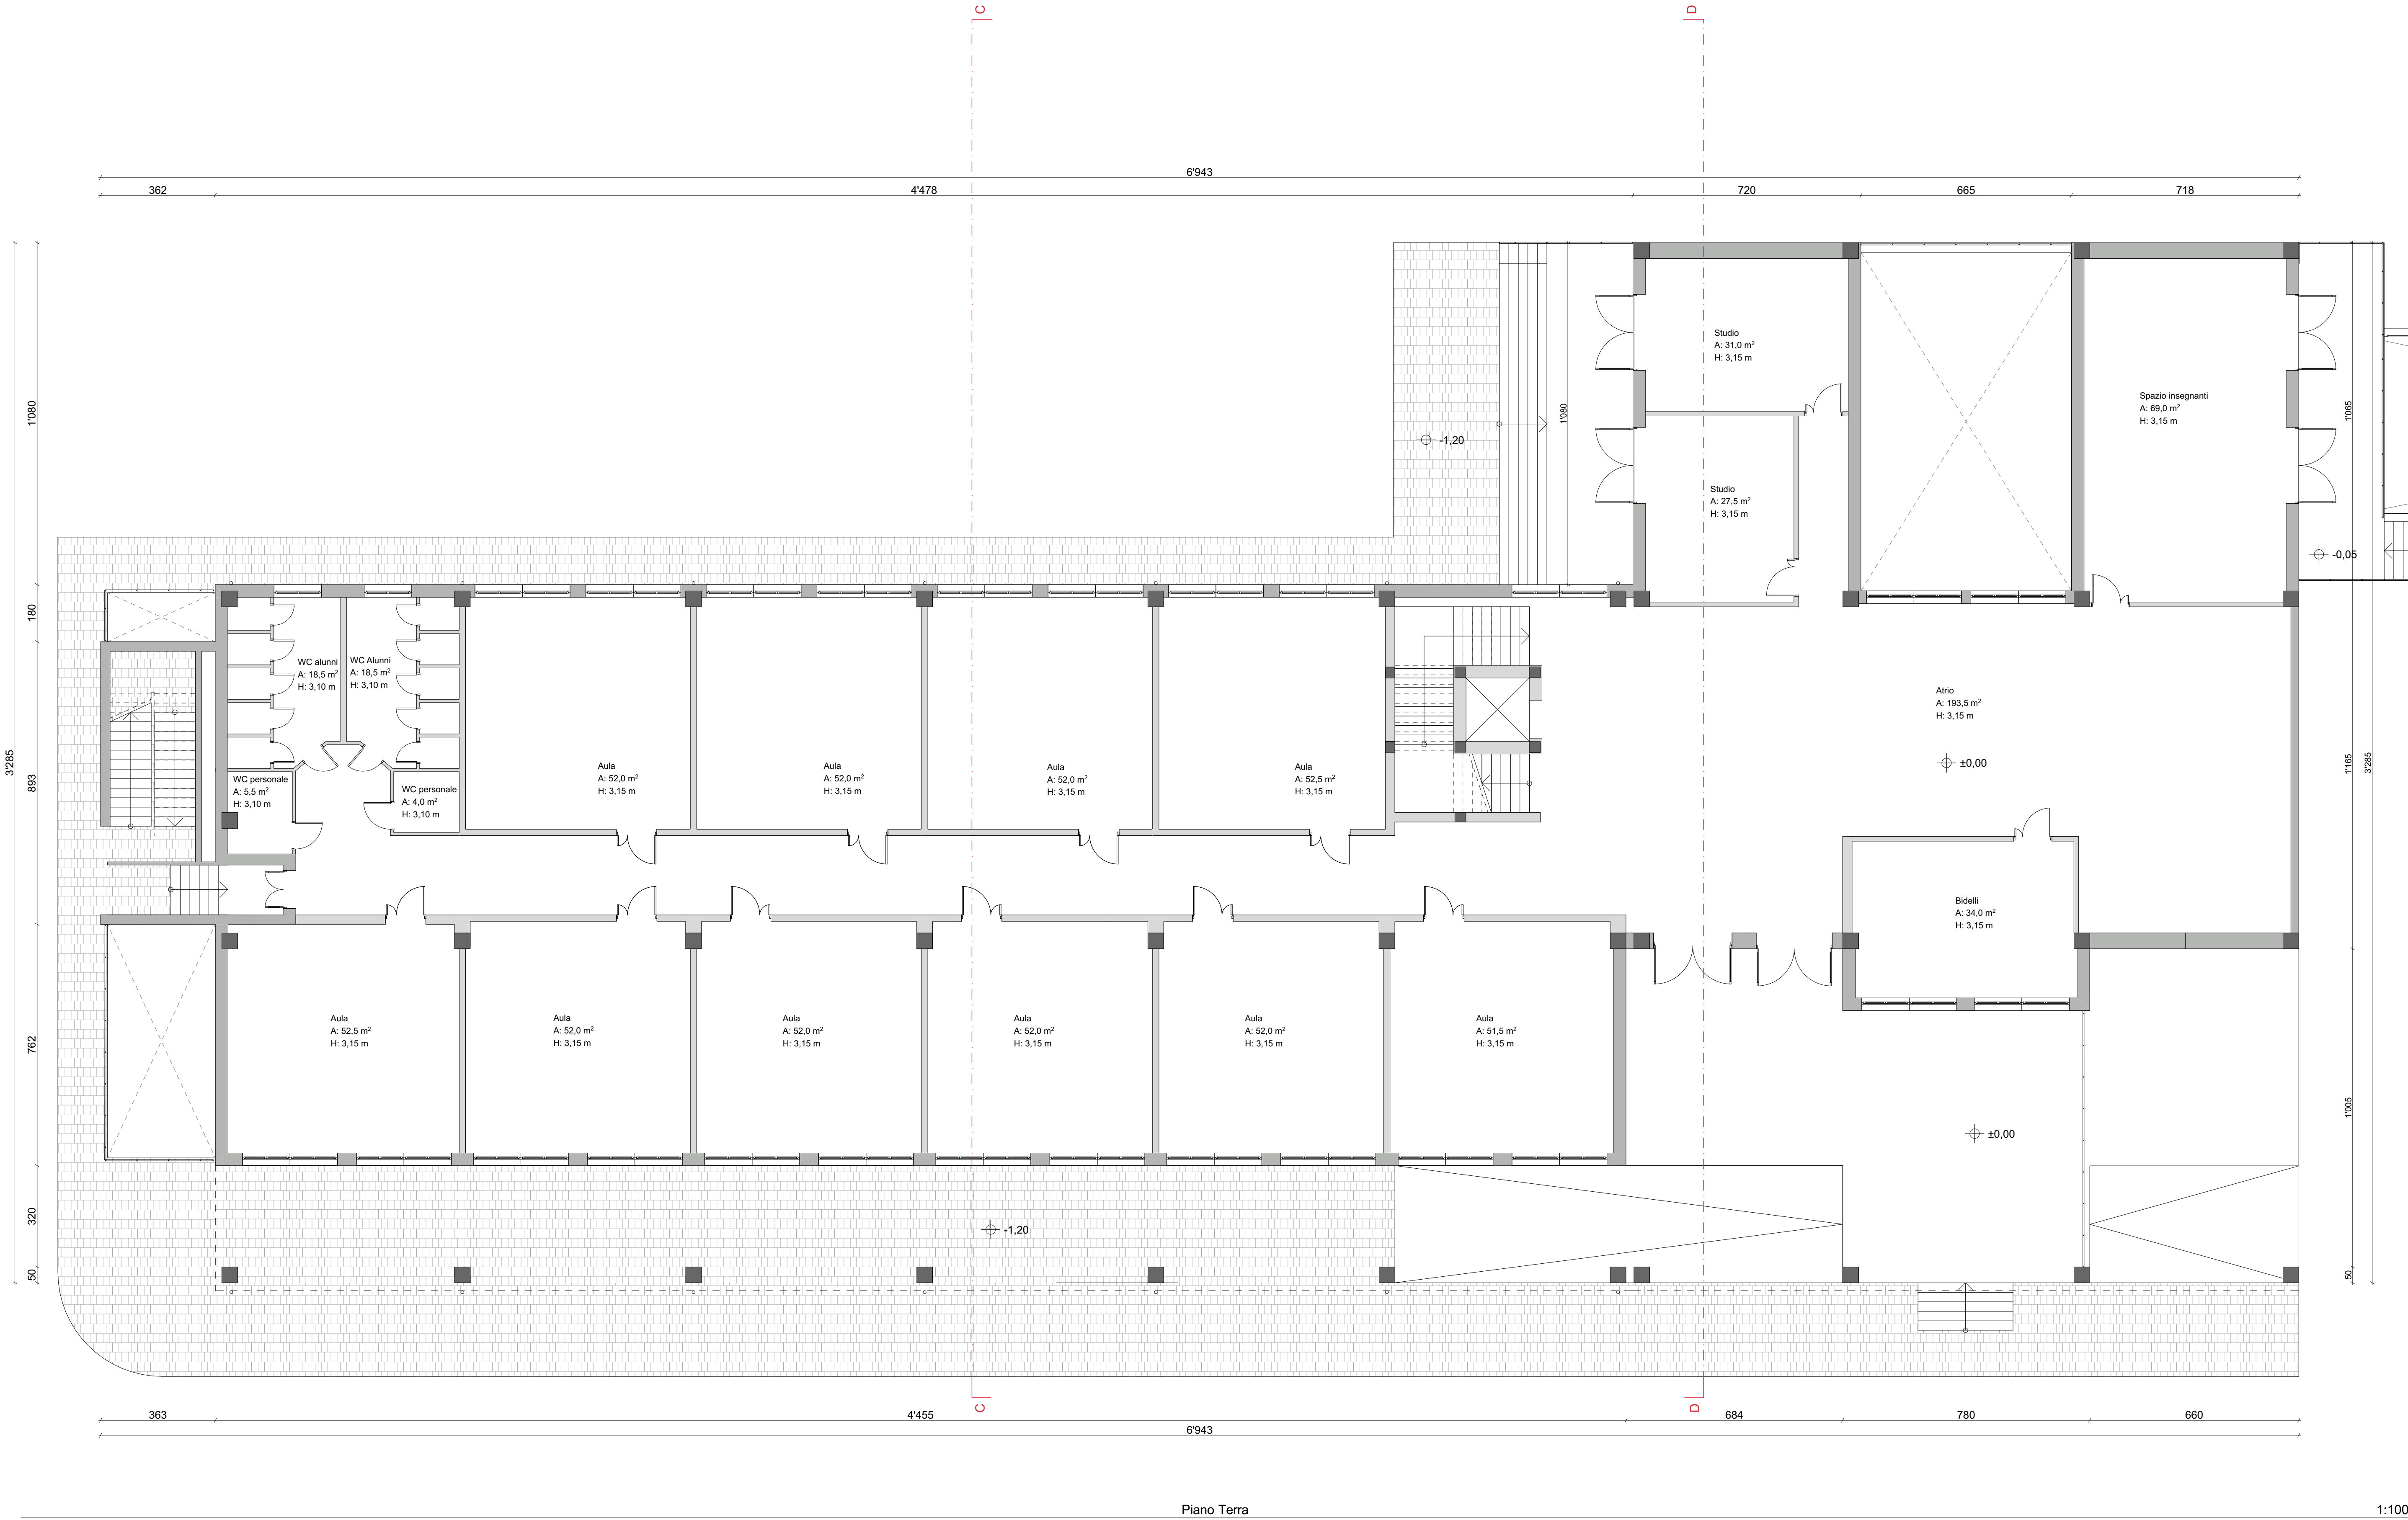 C
D
6'943
362
4'478
720
665
718
3'285
1'080
180
893
762
320
50
1'080
1'065
1'165
3'285
1'005
50
Studio
A: 31,0 m²
H: 3,15 m
Spazio insegnanti
A: 69,0 m²
H: 3,15 m
-1,20
Studio
A: 27,5 m²
H: 3,15 m
-0,05
WC alunni
A: 18,5 m²
H: 3,10 m
WC Alunni
A: 18,5 m²
H: 3,10 m
Atrio
A: 193,5 m²
H: 3,15 m
±0,00
WC personale
A: 5,5 m²
H: 3,10 m
WC personale
A: 4,0 m²
H: 3,10 m
Aula
A: 52,0 m²
H: 3,15 m
Aula
A: 52,0 m²
H: 3,15 m
Aula
A: 52,0 m²
H: 3,15 m
Aula
A: 52,5 m²
H: 3,15 m
Bidelli
A: 34,0 m²
H: 3,15 m
Aula
A: 52,5 m²
H: 3,15 m
Aula
A: 52,0 m²
H: 3,15 m
Aula
A: 52,0 m²
H: 3,15 m
Aula
A: 52,0 m²
H: 3,15 m
Aula
A: 52,0 m²
H: 3,15 m
Aula
A: 51,5 m²
H: 3,15 m
±0,00
-1,20
C
D
363
4'455
684
780
660
6'943
Piano Terra
1:100